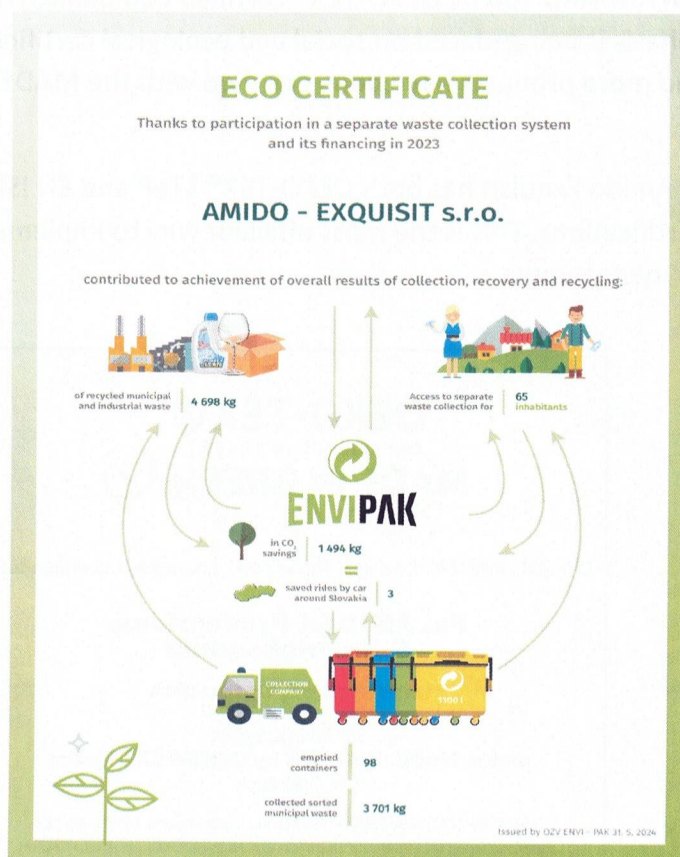 ECO CERTIFICATE
Thanks to participation in a separate waste collection system
and its financing in 2023
AMIDO - EXQUISIT s.r.o.
contributed to achievement of overall results of collection, recovery and recycling:
of recycled municipal
and industrial waste
4 698 kg
Access to separate
waste collection for
65
inhabitants
ENVIPAK
in CO₂
savings
1 494 kg
=
saved rides by car
around Slovakia
3
COLLECTION
COMPANY
1100 l
emptied
containers
98
collected sorted
municipal waste
3 701 kg
Issued by OZV ENVI - PAK 31. 5. 2024